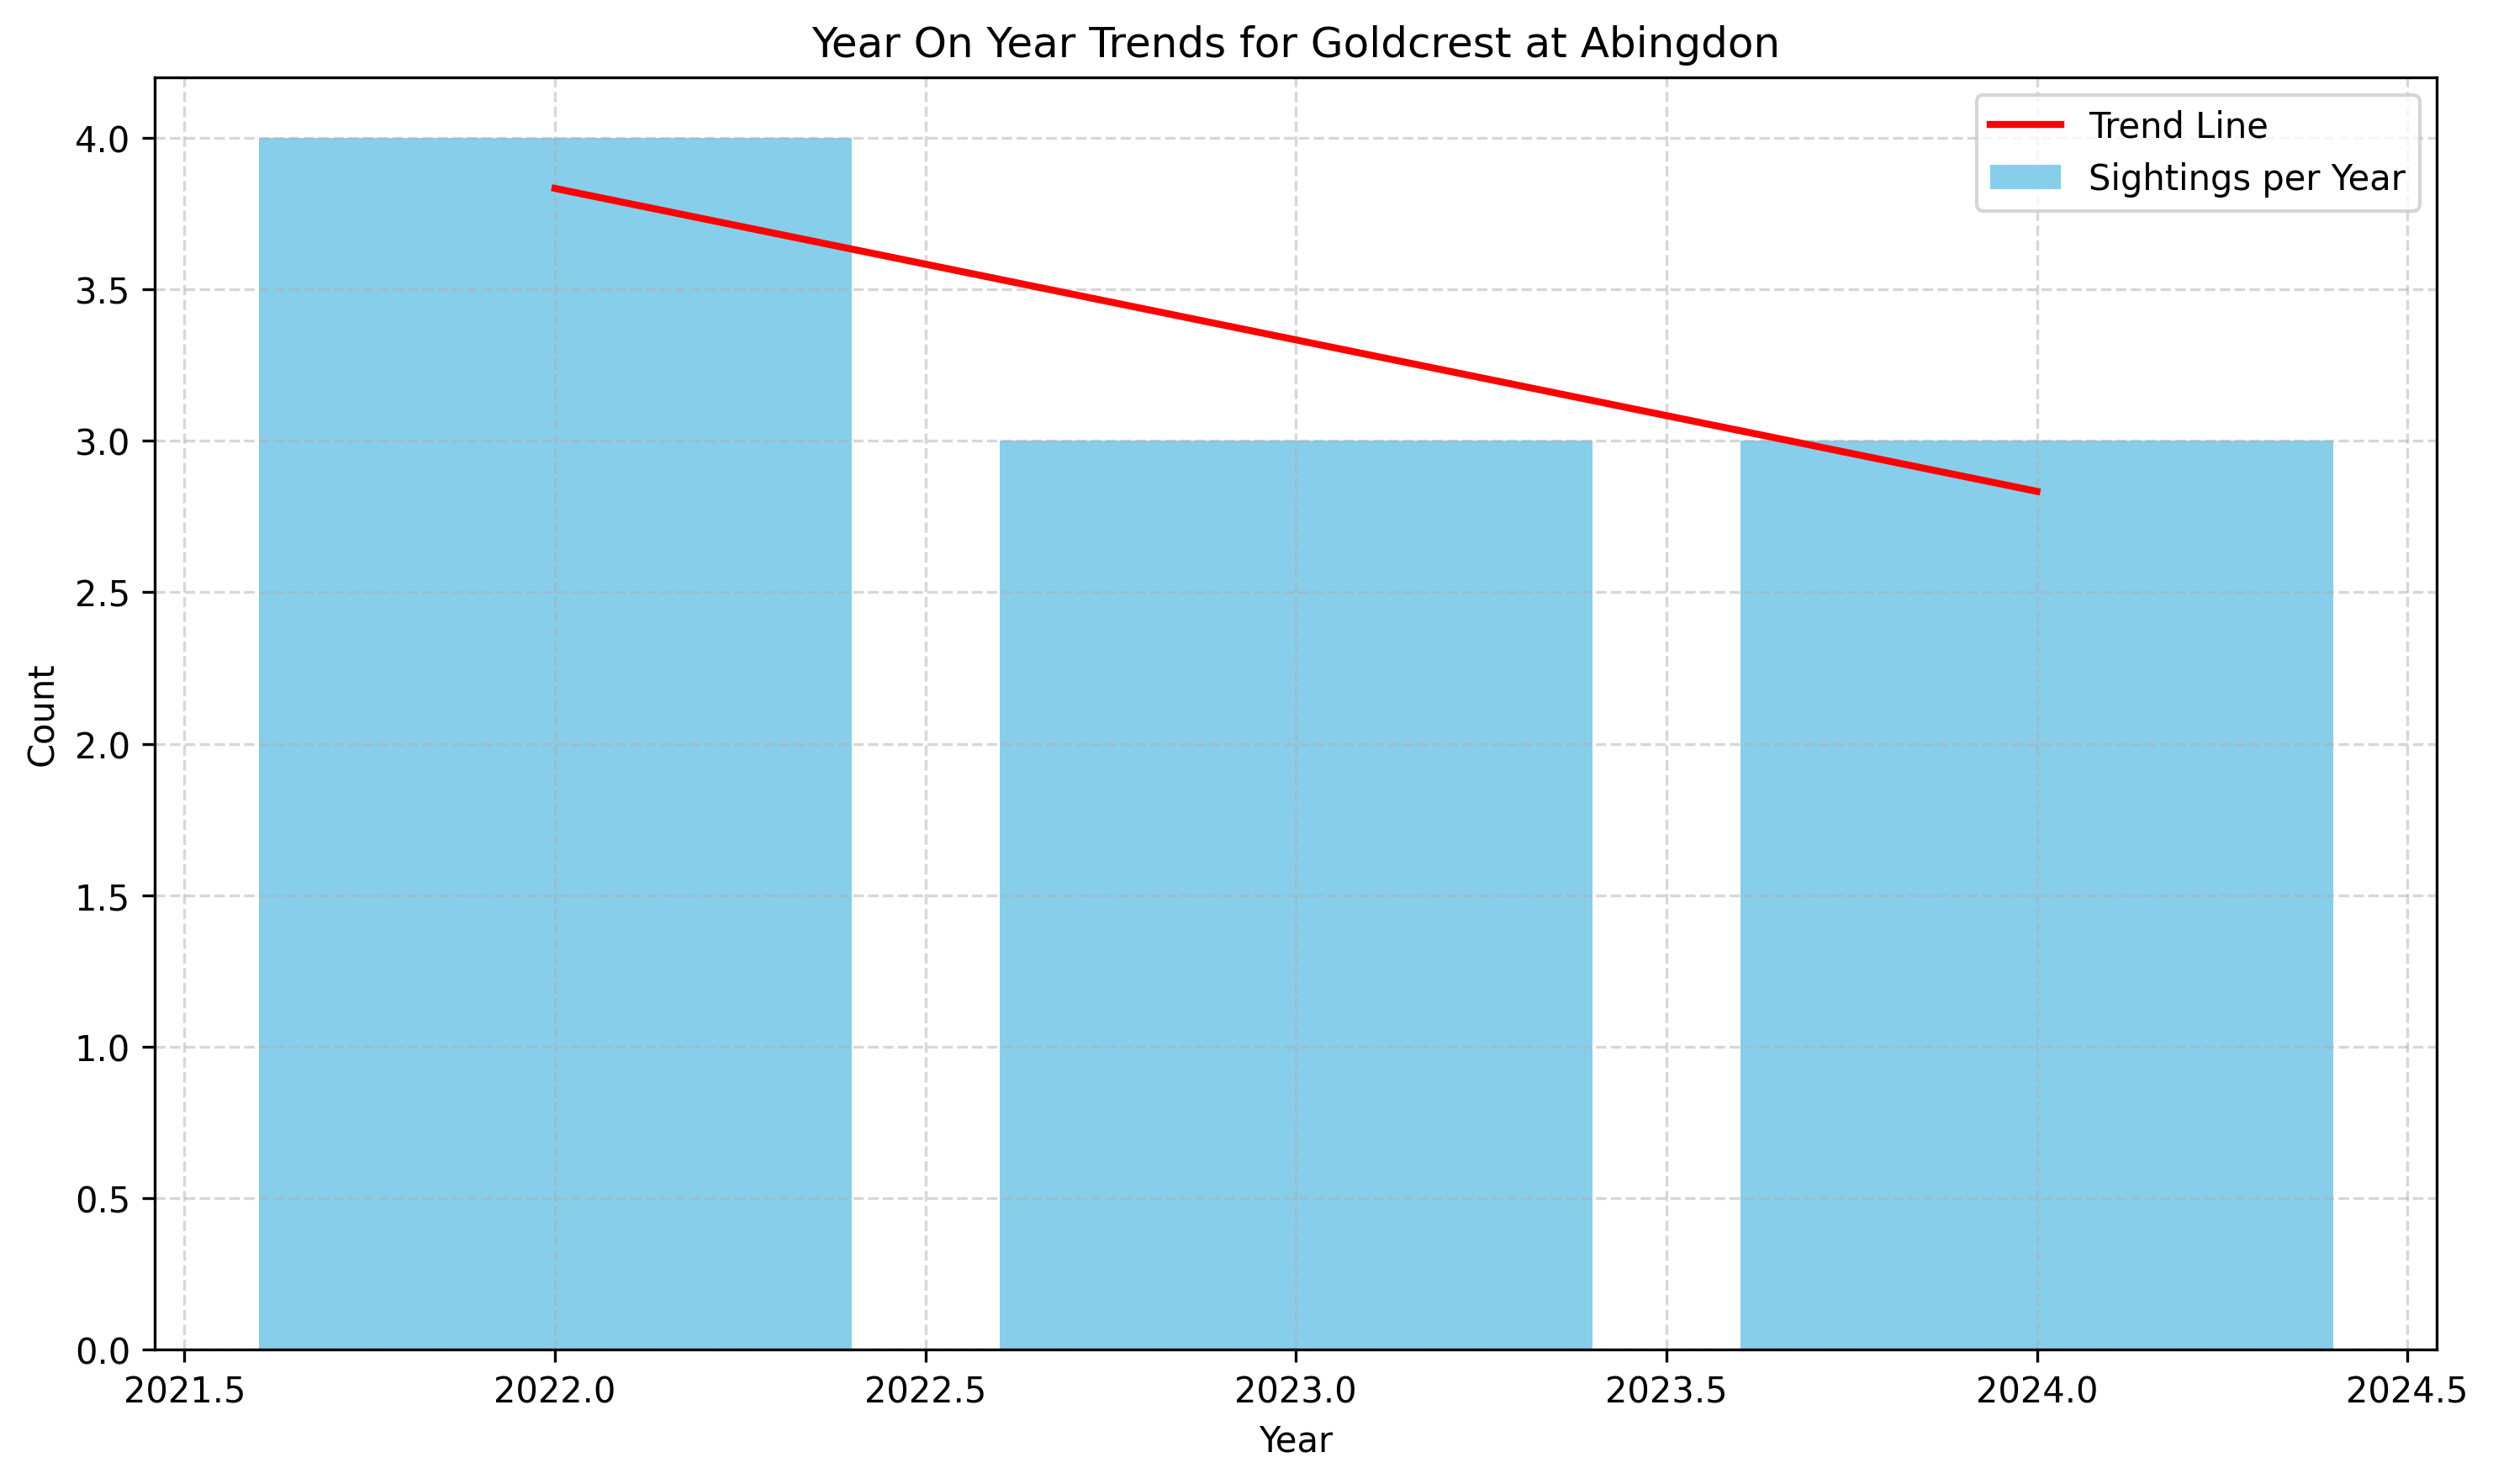 Year On Year Trends for Goldcrest at Abingdon
Trend Line
Sightings per Year
4.0
3.5
3.0
2.5
2.0
1.5
1.0
0.5
0.0
Count
2021.5 2022.0 2022.5 2023.0 2023.5 2024.0 2024.5
Year